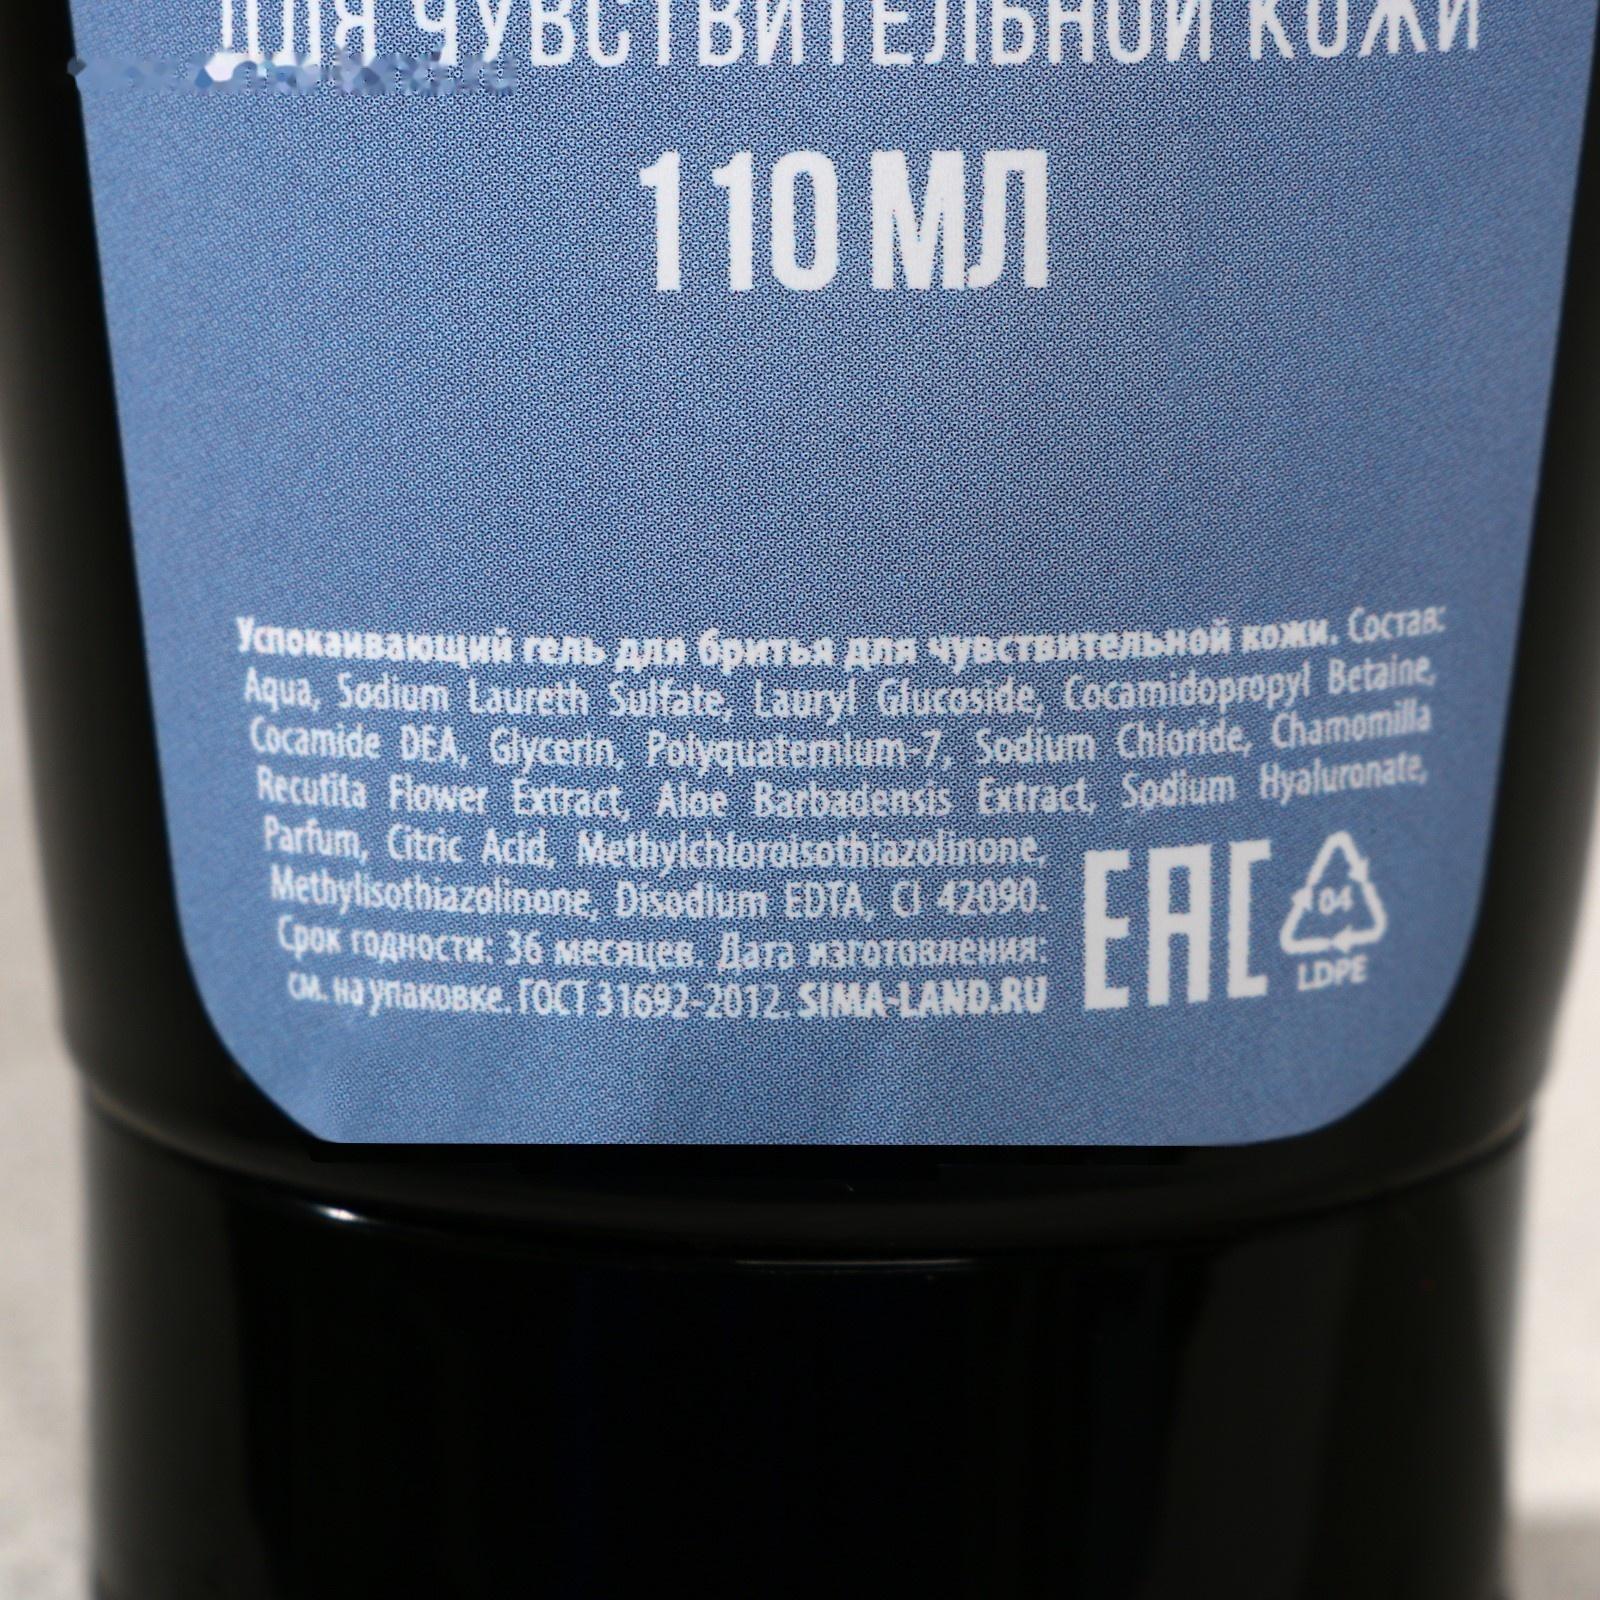 ДЛЯ ЧУВСТВИТЕЛЬНОЙ КОЖИ
110 МЛ
Успокаивающий гель для бритья для чувствительной кожи. Состав:
Aqua, Sodium Laureth Sulfate, Lauryl Glucoside, Cocamidopropyl Betaine,
Cocamide DEA, Glycerin, Polyquaternium-7, Sodium Chloride, Chamomilla
Recutita Flower Extract, Aloe Barbadensis Extract, Sodium Hyaluronate,
Parfum, Citric Acid, Methylchloroisothiazolinone,
Methylisothiazolinone, Disodium EDTA, CI 42090.
Срок годности: 36 месяцев. Дата изготовления:
см. на упаковке. ГОСТ 31692-2012. SIMA-LAND.RU
EAC
04
LDPE